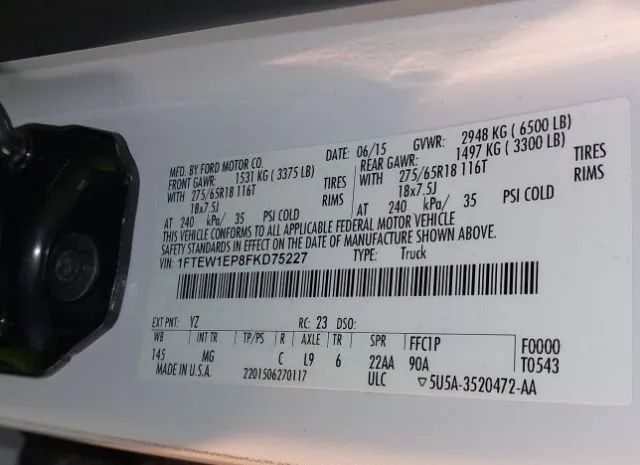 MFD. BY FORD MOTOR CO.
DATE: 06/15 GVWR: 2948 KG ( 6500 LB)
FRONT GAWR: 1531 KG ( 3375 LB)
REAR GAWR: 1497 KG ( 3300 LB)
WITH 275/65R18 116T TIRES
WITH 275/65R18 116T TIRES
18x7.5J RIMS
18x7.5J RIMS
AT 240 kPa/ 35 PSI COLD
AT 240 kPa/ 35 PSI COLD
THIS VEHICLE CONFORMS TO ALL APPLICABLE FEDERAL MOTOR VEHICLE
SAFETY STANDARDS IN EFFECT ON THE DATE OF MANUFACTURE SHOWN ABOVE.
VIN: 1FTEW1EP8FKD75227 TYPE: Truck
EXT PNT: YZ RC: 23 DSO:
WB INT TR TP/PS R AXLE TR SPR FFC1P F0000
145 MG C L9 6 22AA 90A T0543
MADE IN U.S.A. 2201506270117 ULC ▽5U5A-3520472-AA